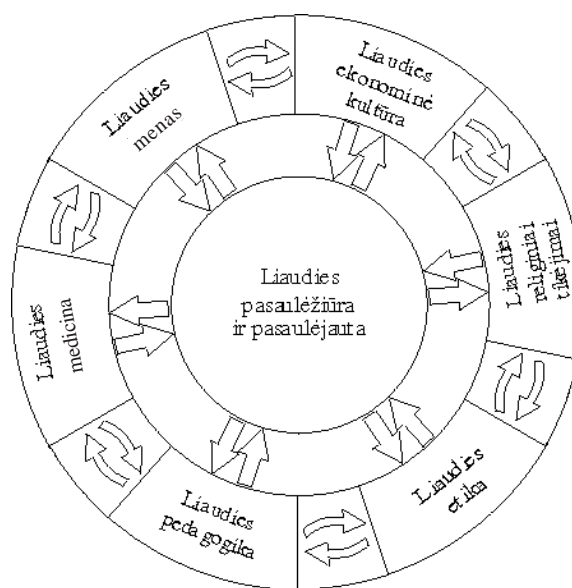 Liaudies
ekonominė
kultūra
Liaudies
religiniai
tikėjimai
Liaudies
etika
Liaudies
pedagogika
Liaudies
medicina
Liaudies
menas
Liaudies
pasaulėžiūra
ir pasaulėjauta